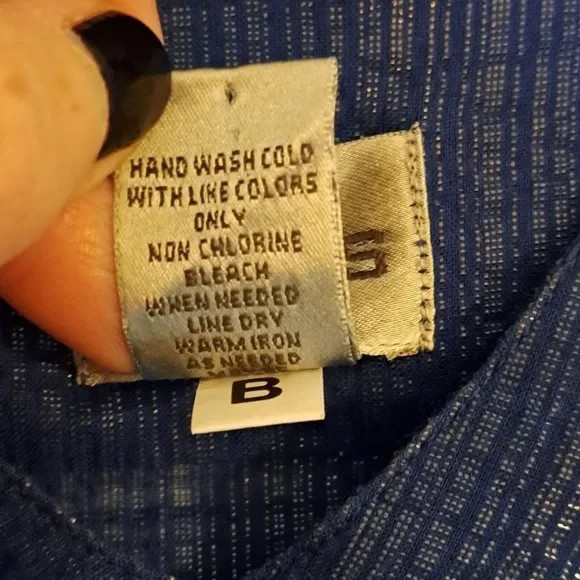 HAND WASH COLD
WITH LIKE COLORS
ONLY
NON CHLORINE
BLEACH
WHEN NEEDED
LINE DRY
WARM IRON
AS NEEDED
B